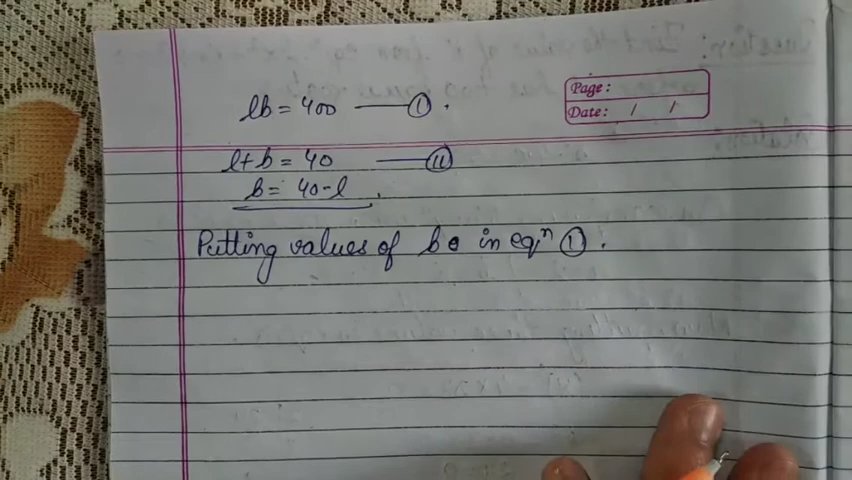 lb = 400 —— (I) .
Page:
Date: / /
l+b = 40 —— (II)
b = 40-l .
Putting values of b in eqⁿ (I) .